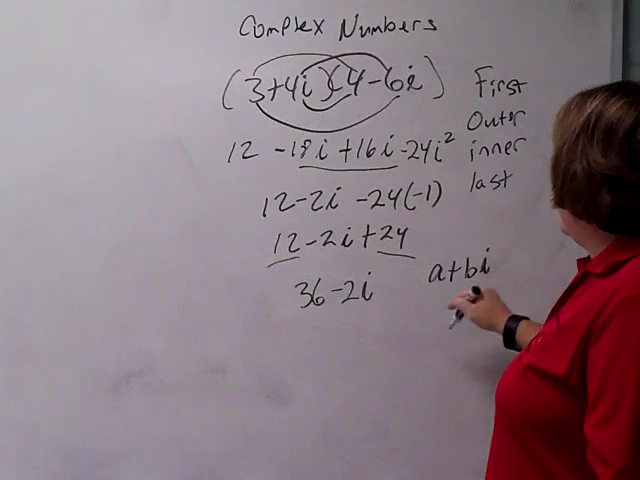 Complex Numbers
(3+4i)(4-6i)
First
Outer
inner
last
12 -18i +16i -24i²
12-2i -24(-1)
12-2i+24
36-2i
a+bi